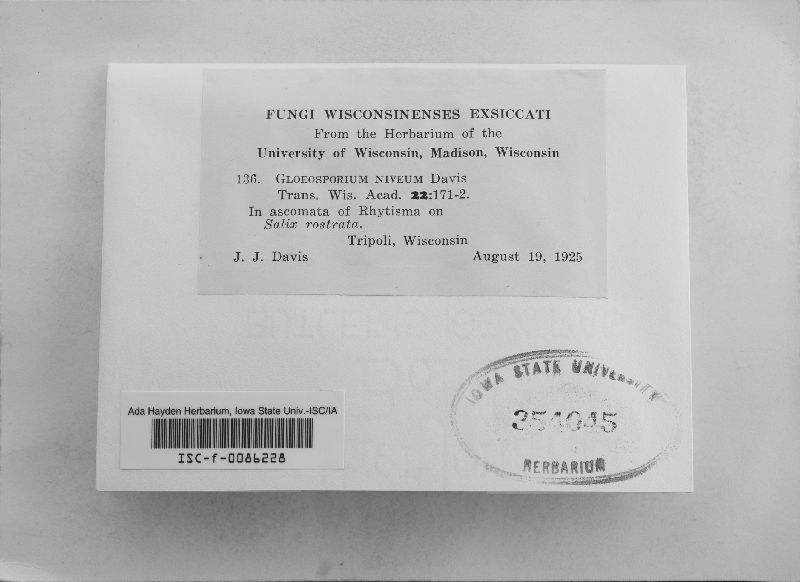 FUNGI WISCONSINENSES EXSICCATI
From the Herbarium of the
University of Wisconsin, Madison, Wisconsin
136. GLOEOSPORIUM NIVEUM Davis
Trans. Wis. Acad. 22:171-2.
In ascomata of Rhytisma on
Salix rostrata.
Tripoli, Wisconsin
J. J. Davis August 19, 1925
IOWA STATE UNIVERSITY
354045
HERBARIUM
Ada Hayden Herbarium, Iowa State Univ.-ISC/IA
ISC-f-0086228